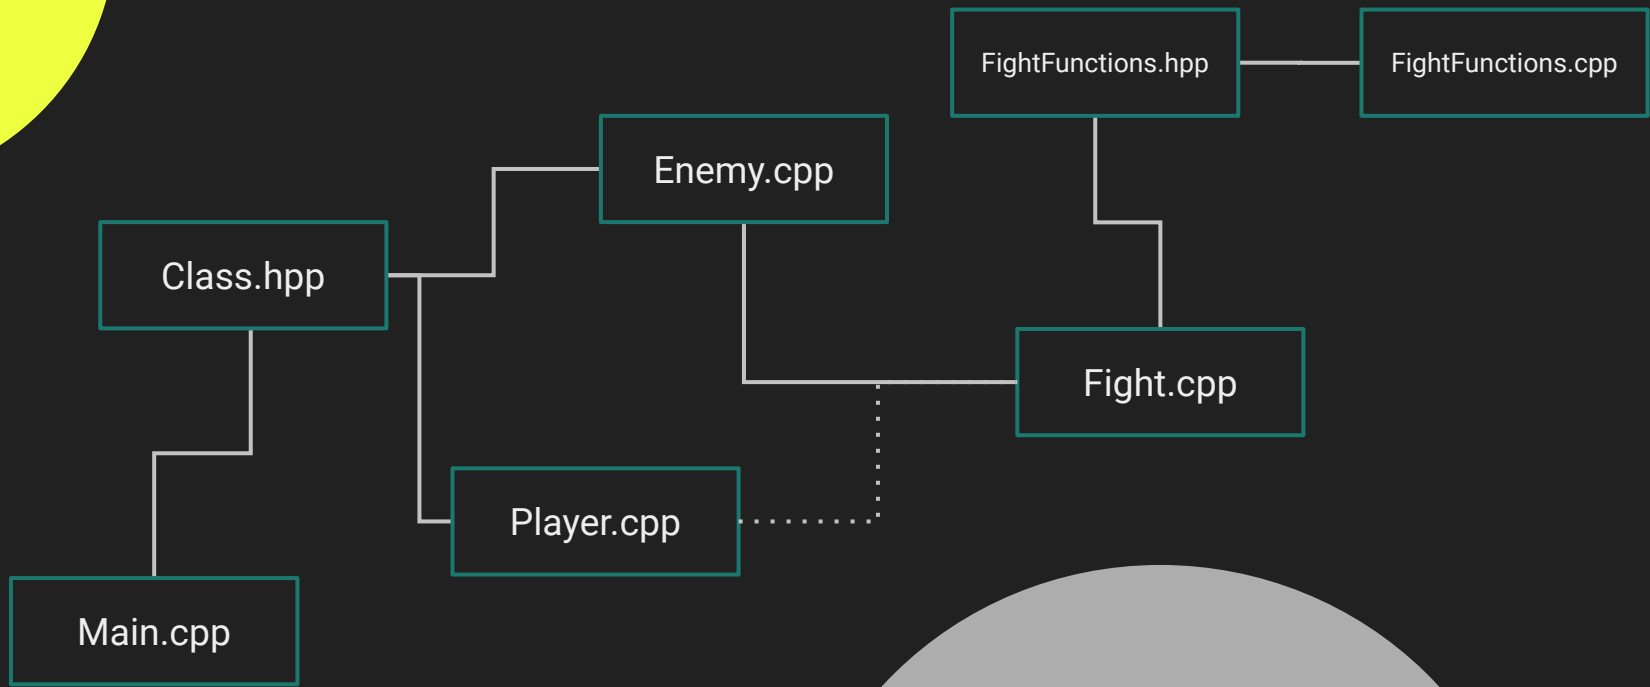 FightFunctions.hpp
FightFunctions.cpp
Enemy.cpp
Class.hpp
Fight.cpp
Player.cpp
Main.cpp